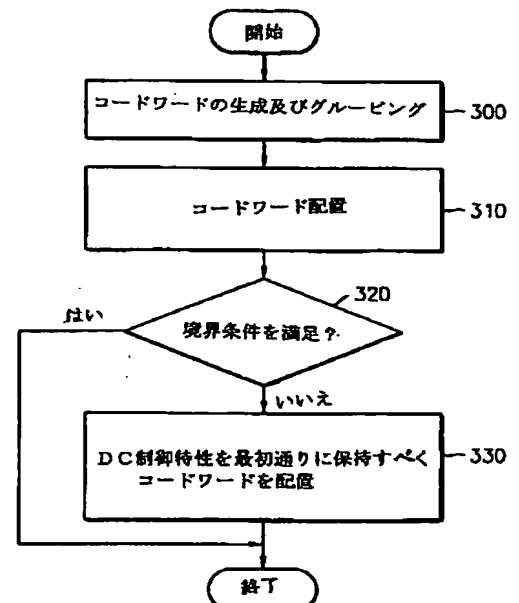 開始
コードワードの生成及びグルーピング
300
コードワード配置
310
320
はい
境界条件を満足?
いいえ
DC制御特性を最初通りに保持すべく
コードワードを配置
330
終了